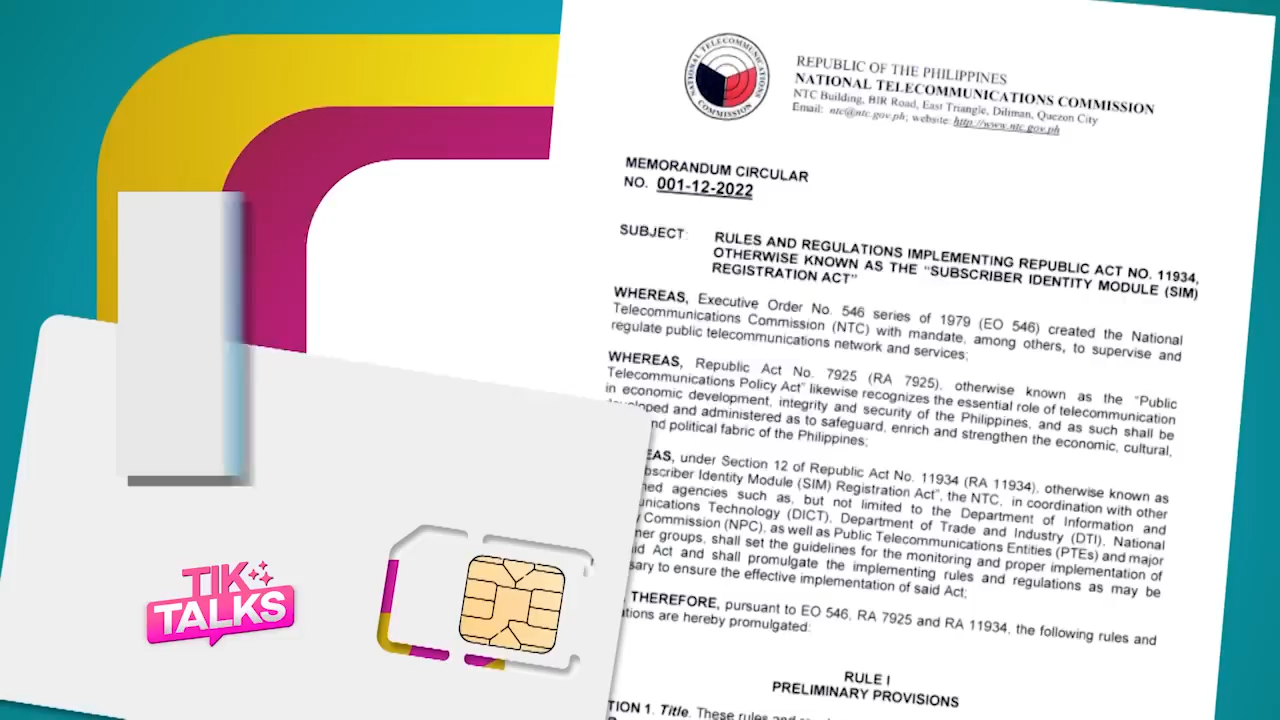 NATIONAL TELECOMMUNICATIONS COMMISSION
REPUBLIC OF THE PHILIPPINES
NATIONAL TELECOMMUNICATIONS COMMISSION
NTC Building, BIR Road, East Triangle, Diliman, Quezon City
Email: ntc@ntc.gov.ph; website: http://www.ntc.gov.ph
MEMORANDUM CIRCULAR
NO. 001-12-2022
SUBJECT: RULES AND REGULATIONS IMPLEMENTING REPUBLIC ACT NO. 11934,
OTHERWISE KNOWN AS THE "SUBSCRIBER IDENTITY MODULE (SIM)
REGISTRATION ACT"
WHEREAS, Executive Order No. 546 series of 1979 (EO 546) created the National
Telecommunications Commission (NTC) with mandate, among others, to supervise and
regulate public telecommunications network and services;
WHEREAS, Republic Act No. 7925 (RA 7925), otherwise known as the "Public
Telecommunications Policy Act" likewise recognizes the essential role of telecommunication
in economic development, integrity and security of the Philippines, and as such shall be
and administered as to safeguard, enrich and strengthen the economic, cultural,
and political fabric of the Philippines;
under Section 12 of Republic Act No. 11934 (RA 11934), otherwise known as
Identity Module (SIM) Registration Act", the NTC, in coordination with other
agencies such as, but not limited to the Department of Information and
Technology (DICT), Department of Trade and Industry (DTI), National
Commission (NPC), as well as Public Telecommunications Entities (PTEs) and major
groups, shall set the guidelines for the monitoring and proper implementation of
Act and shall promulgate the implementing rules and regulations as may be
to ensure the effective implementation of said Act;
THEREFORE, pursuant to EO 546, RA 7925 and RA 11934, the following rules and
are hereby promulgated:
RULE I
PRELIMINARY PROVISIONS
1. Title. These rules and
TIK
TALKS